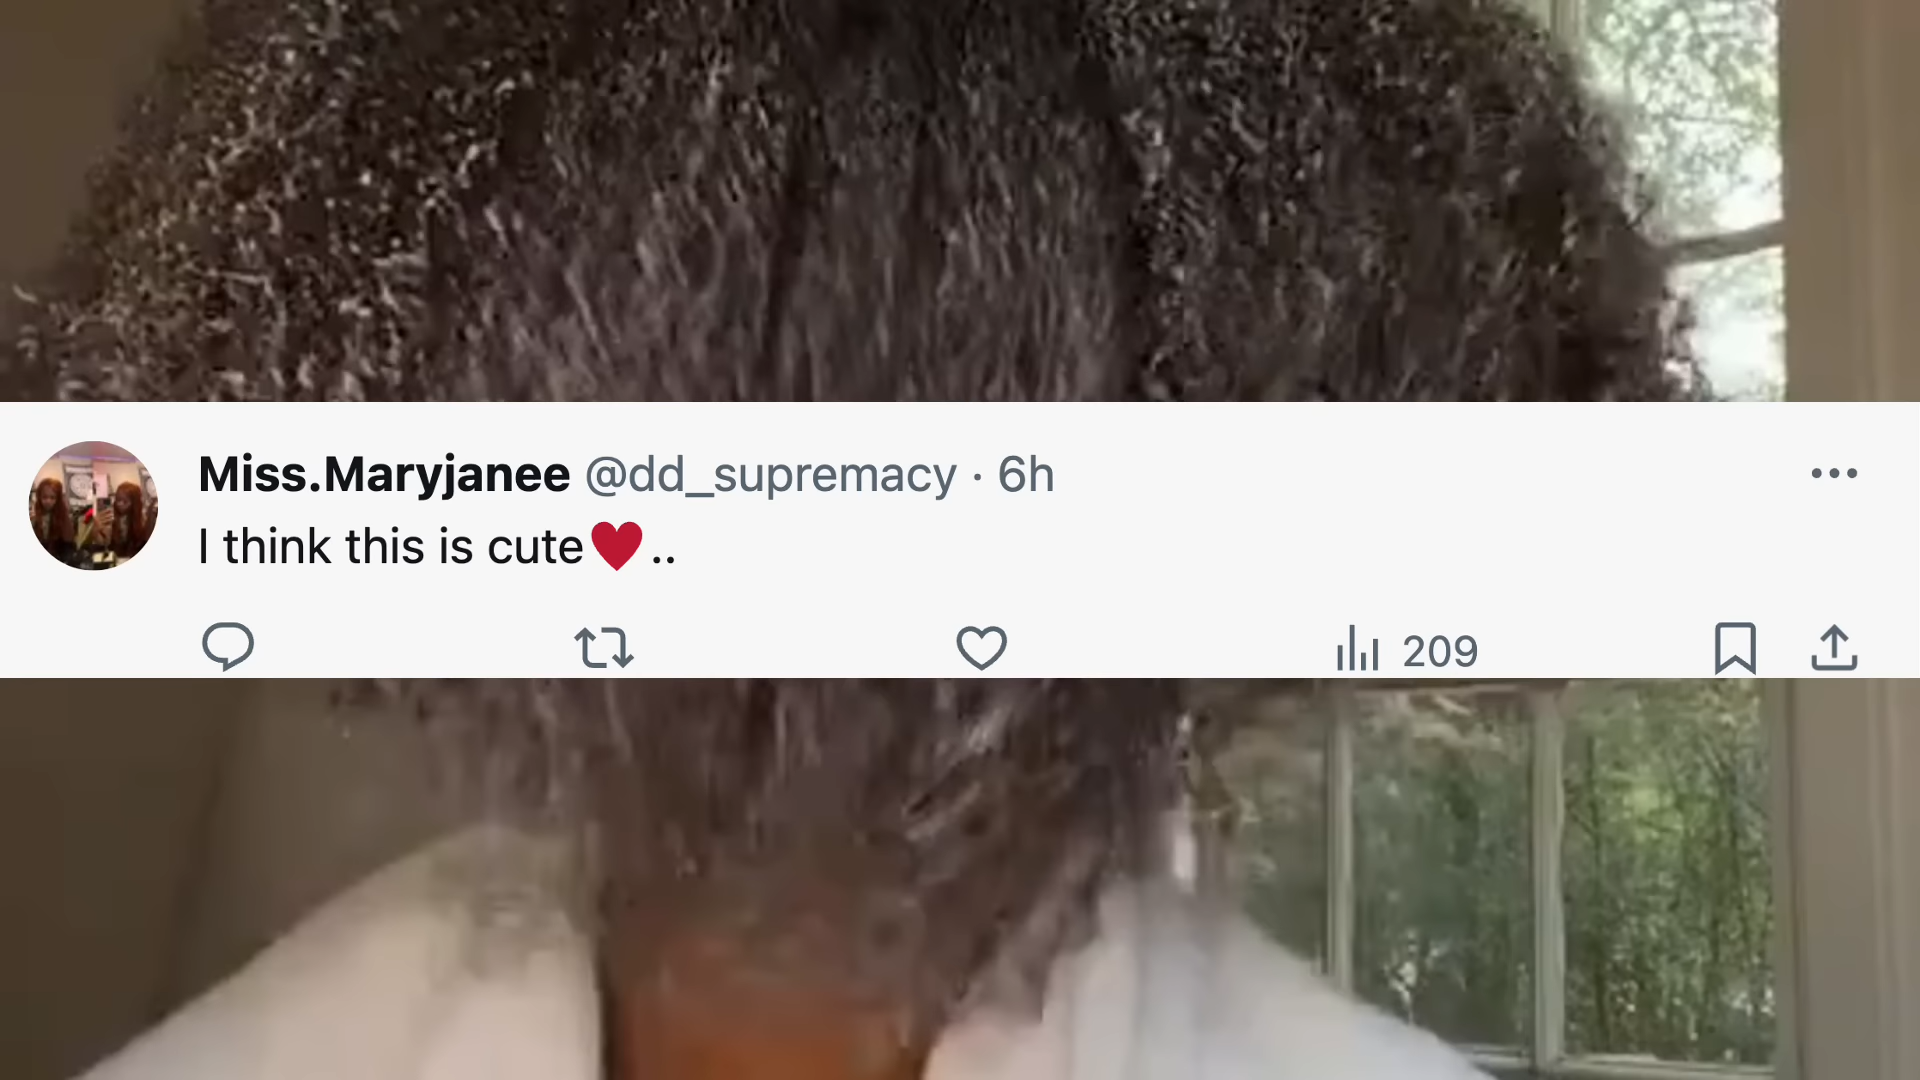 Miss.Maryjanee @dd_supremacy · 6h
I think this is cute♥️..
209